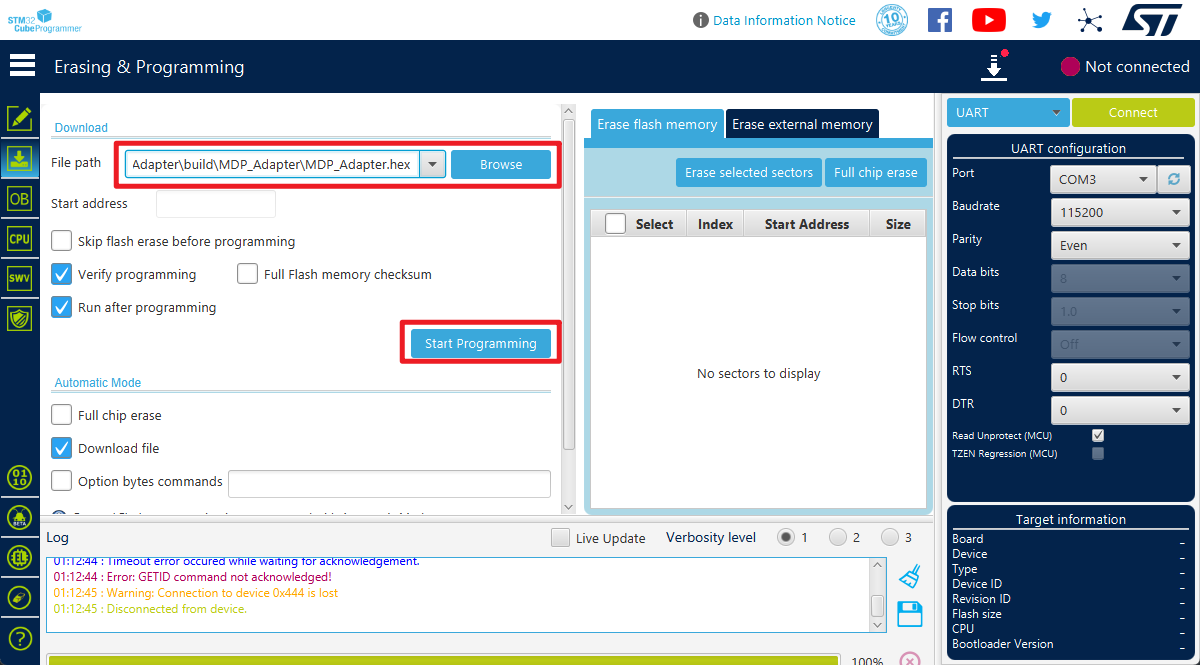 STM32
CubeProgrammer
Data Information Notice
10
Erasing & Programming
Not connected
Download
File path
Adapter\build\MDP_Adapter\MDP_Adapter.hex
Browse
Start address
Skip flash erase before programming
Verify programming
Full Flash memory checksum
Run after programming
Start Programming
Automatic Mode
Full chip erase
Download file
Option bytes commands
OB
CPU
SWV
01
10
BETA
Erase flash memory
Erase external memory
Erase selected sectors
Full chip erase
Select
Index
Start Address
Size
No sectors to display
UART
Connect
UART configuration
Port
COM3
Baudrate
115200
Parity
Even
Data bits
8
Stop bits
1.0
Flow control
Off
RTS
0
DTR
0
Read Unprotect (MCU)
TZEN Regression (MCU)
Log
Live Update
Verbosity level
1
2
3
01:12:44 : Timeout error occured while waiting for acknowledgement.
01:12:44 : Error: GETID command not acknowledged!
01:12:45 : Warning: Connection to device 0x444 is lost
01:12:45 : Disconnected from device.
100%
Target information
Board
Device
Type
Device ID
Revision ID
Flash size
CPU
Bootloader Version